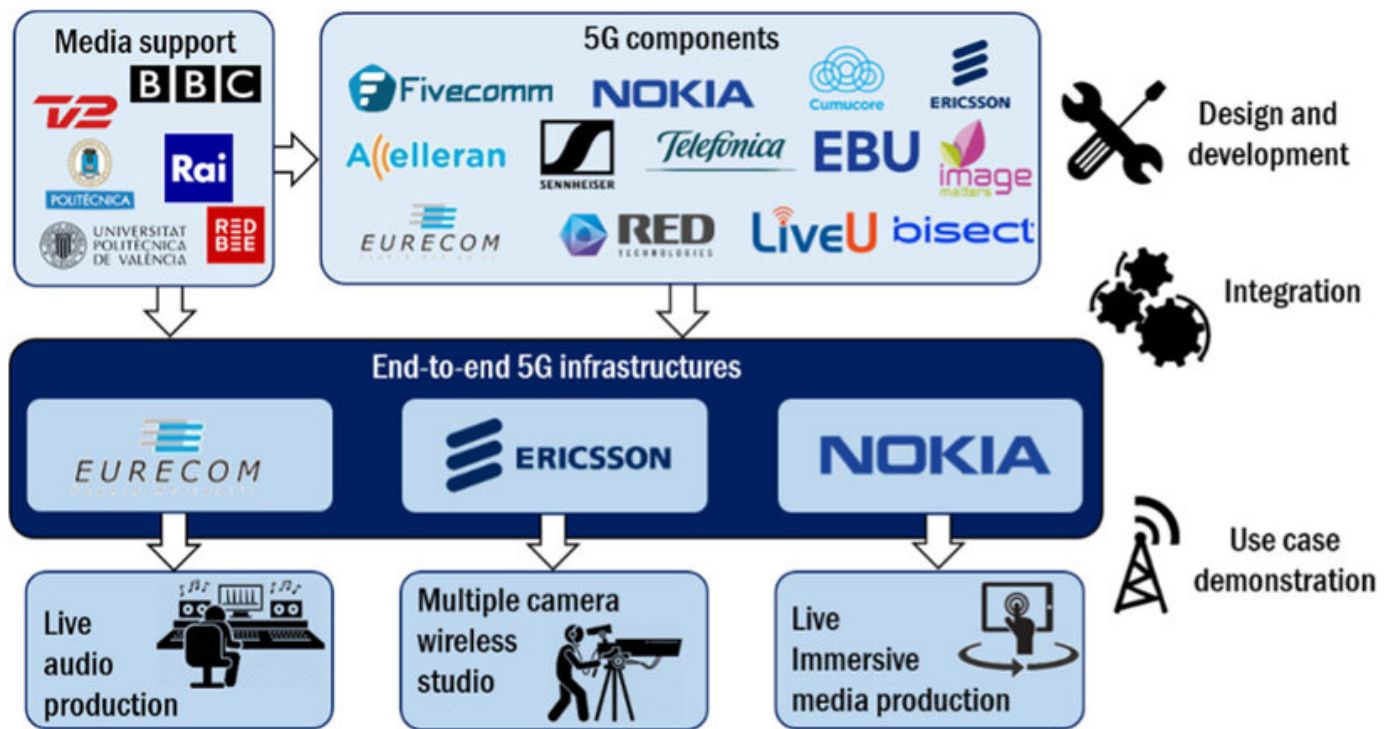 Media support
BBC
TV2
POLITÉCNICA
Rai
UNIVERSITAT
POLITÈCNICA
DE VALÈNCIA
RED
BEE
5G components
Fivecomm
NOKIA
Cumucore
ERICSSON
Accelleran
SENNHEISER
Telefónica
EBU
image
matters
EURECOM
RED
TECHNOLOGIES
LiveU
bisect
Design and
development
Integration
End-to-end 5G infrastructures
EURECOM
ERICSSON
NOKIA
Use case
demonstration
Live
audio
production
Multiple camera
wireless
studio
Live
Immersive
media production